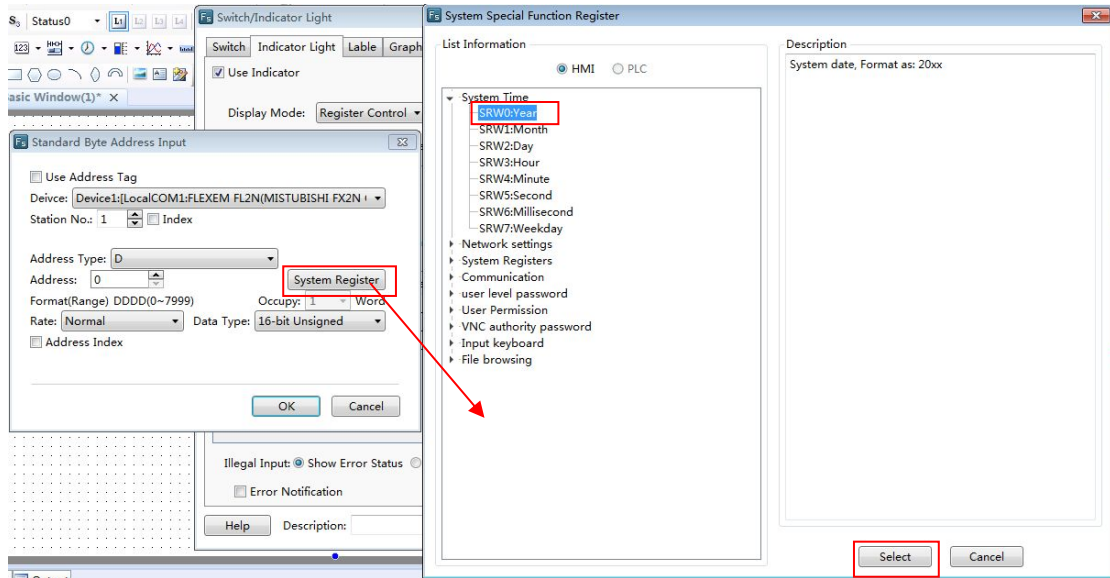 S₃ Status0 L₁ L₂ L₃ L₄
123
asic Window(1)* X
Fs Switch/Indicator Light
Switch Indicator Light Lable Graph
Use Indicator
Display Mode: Register Control
Fs Standard Byte Address Input
Use Address Tag
Deivce: Device1:[LocalCOM1:FLEXEM FL2N(MISTUBISHI FX2N
Station No.: 1 Index
Address Type: D
Address: 0 System Register
Format(Range) DDDD(0~7999) Occupy: 1 Word
Rate: Normal Data Type: 16-bit Unsigned
Address Index
OK Cancel
Illegal Input: Show Error Status
Error Notification
Help Description:
Fs System Special Function Register
List Information
HMI PLC
System Time
SRW0:Year
SRW1:Month
SRW2:Day
SRW3:Hour
SRW4:Minute
SRW5:Second
SRW6:Millisecond
SRW7:Weekday
Network settings
System Registers
Communication
user level password
User Permission
VNC authority password
Input keyboard
File browsing
Description
System date, Format as: 20xx
Select Cancel